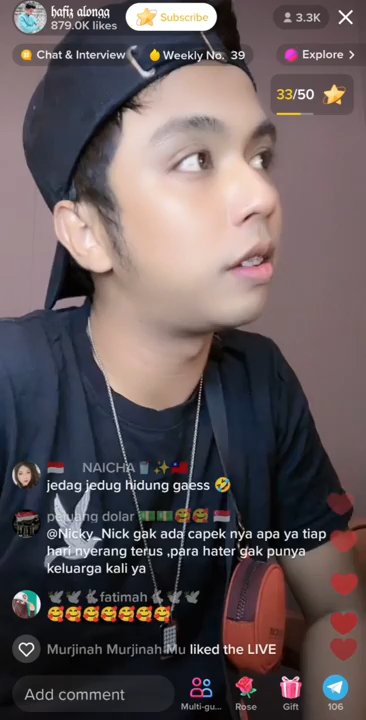 hafiz alonga
879.0K likes
Subscribe
3.3K
Chat & Interview
Weekly No. 39
Explore >
33/50
NAICHA
jedag jedug hidung gaess 🤣
pejuang dolar
@Nicky_Nick gak ada capek nya apa ya tiap
hari nyerang terus ,para hater gak punya
keluarga kali ya
fatimah
🥰🥰🥰🥰🥰🥰🥰
Murjinah Murjinah Mu liked the LIVE
Add comment
Multi-gu...
Rose
Gift
106